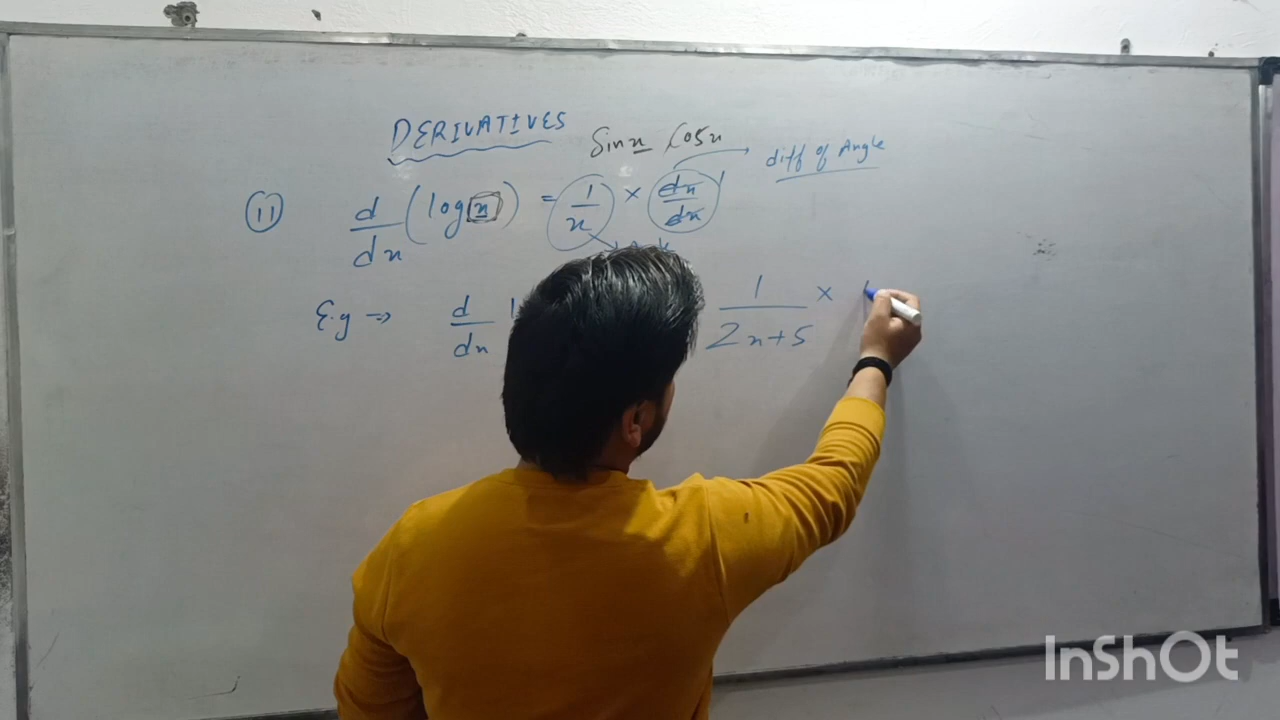 DERIVATIVES
Sinx Cosx
diff of Angle
11 d/dx (log x) = 1/x × dx/dx
E.g → d/dx 1/2x+5 ×
InShOt